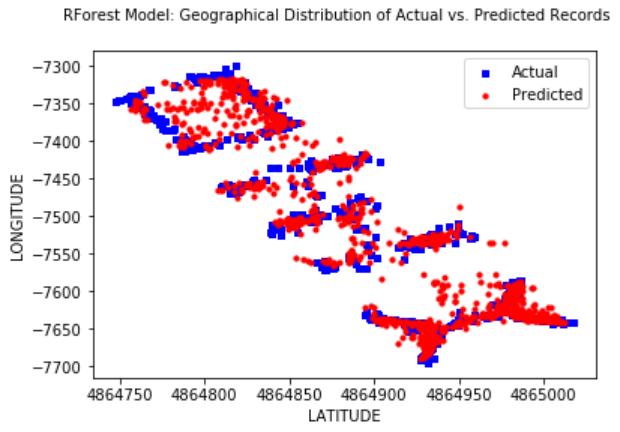 RForest Model: Geographical Distribution of Actual vs. Predicted Records
Actual
Predicted
−7300
−7350
−7400
−7450
−7500
−7550
−7600
−7650
−7700
LONGITUDE
4864750 4864800 4864850 4864900 4864950 4865000
LATITUDE